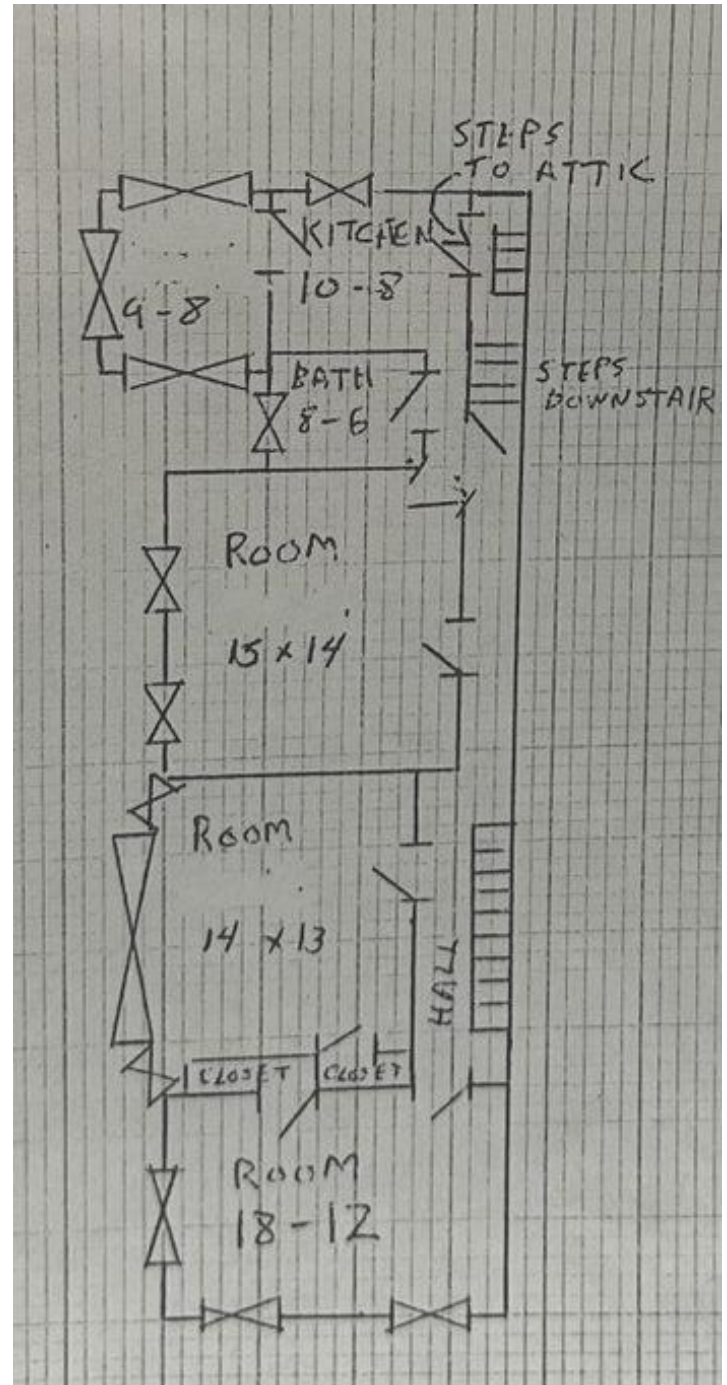 STEPS
TO ATTIC
KITCHEN
10-8
9-8
BATH
8-6
STEPS
DOWNSTAIR
ROOM
15 x 14
ROOM
14 x 13
HALL
CLOSET
CLOSET
ROOM
18-12